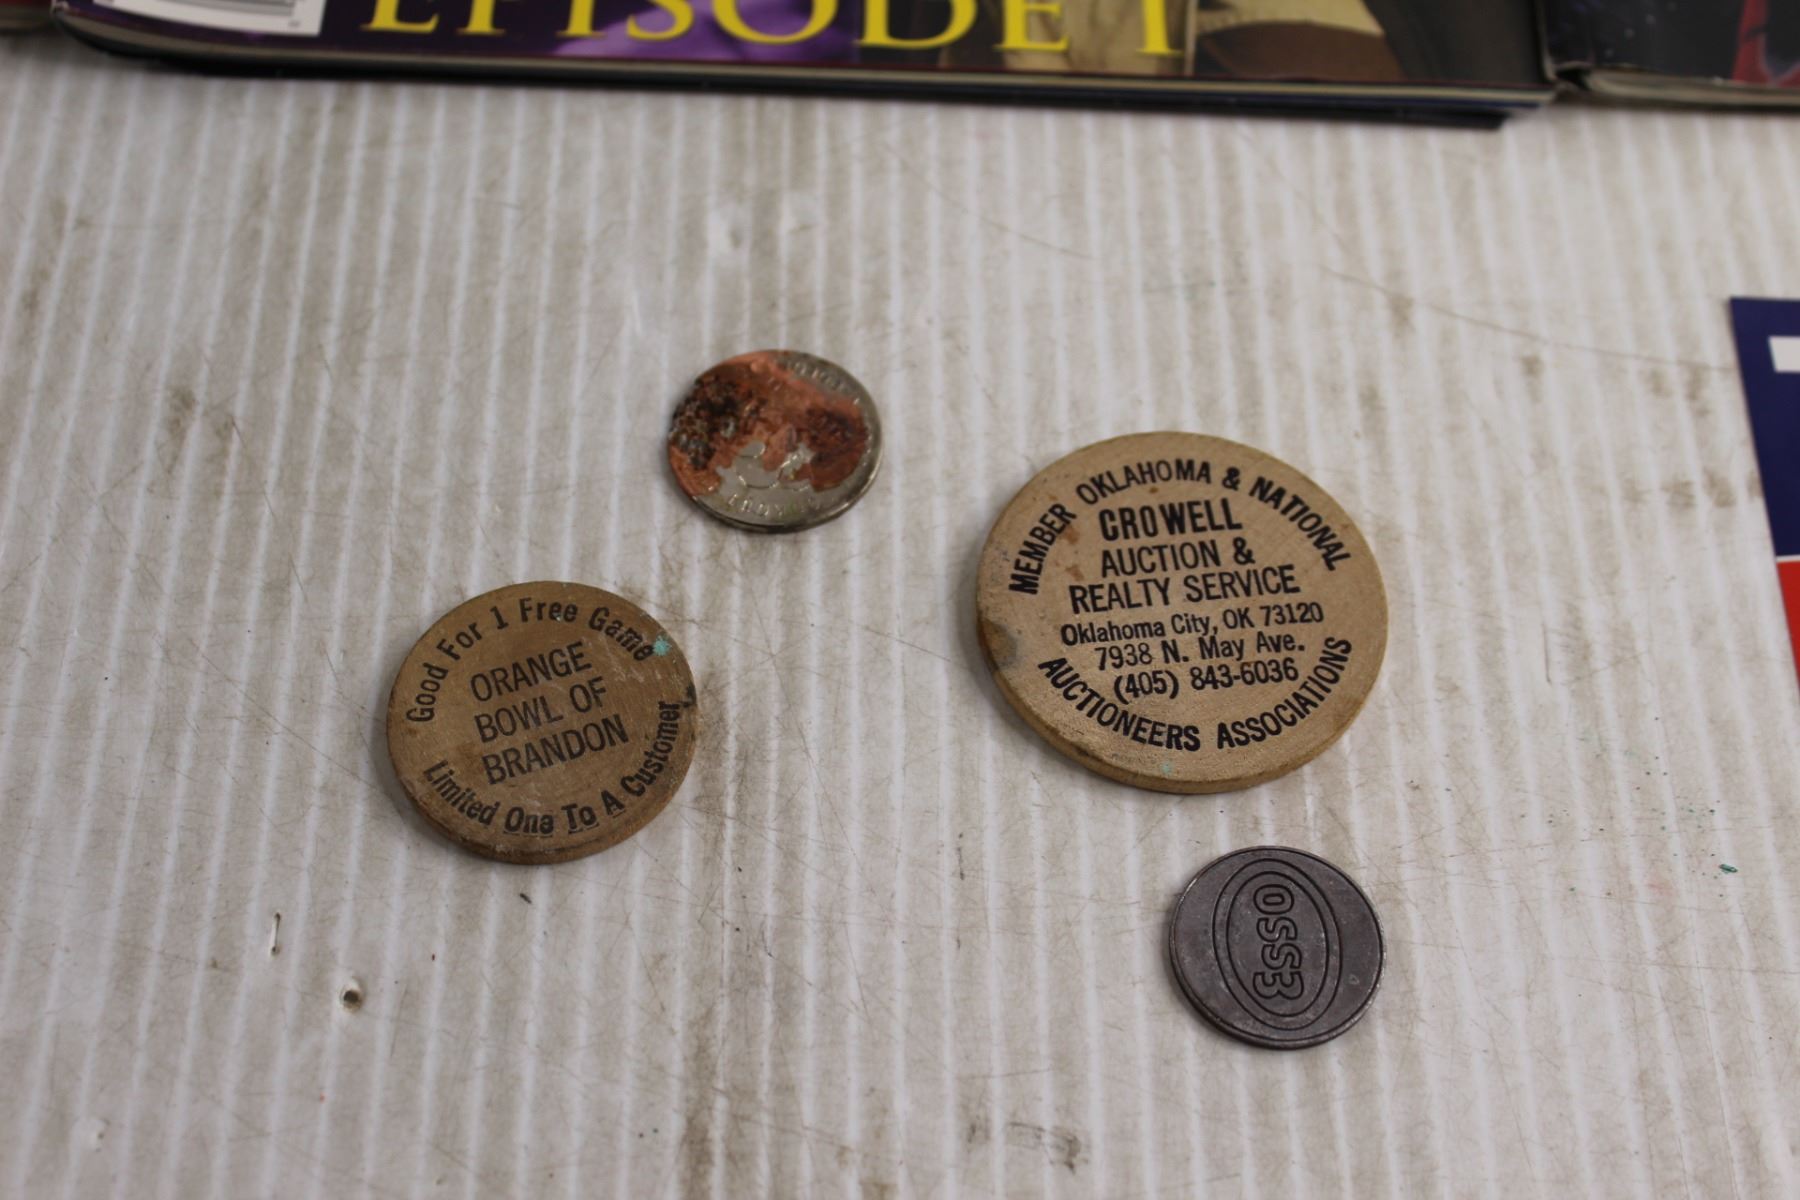 EPISODE I
Good For 1 Free Game
ORANGE
BOWL OF
BRANDON
Limited One To A Customer
MEMBER OKLAHOMA & NATIONAL
CROWELL
AUCTION &
REALTY SERVICE
Oklahoma City, OK 73120
7938 N. May Ave.
(405) 843-6036
AUCTIONEERS ASSOCIATIONS